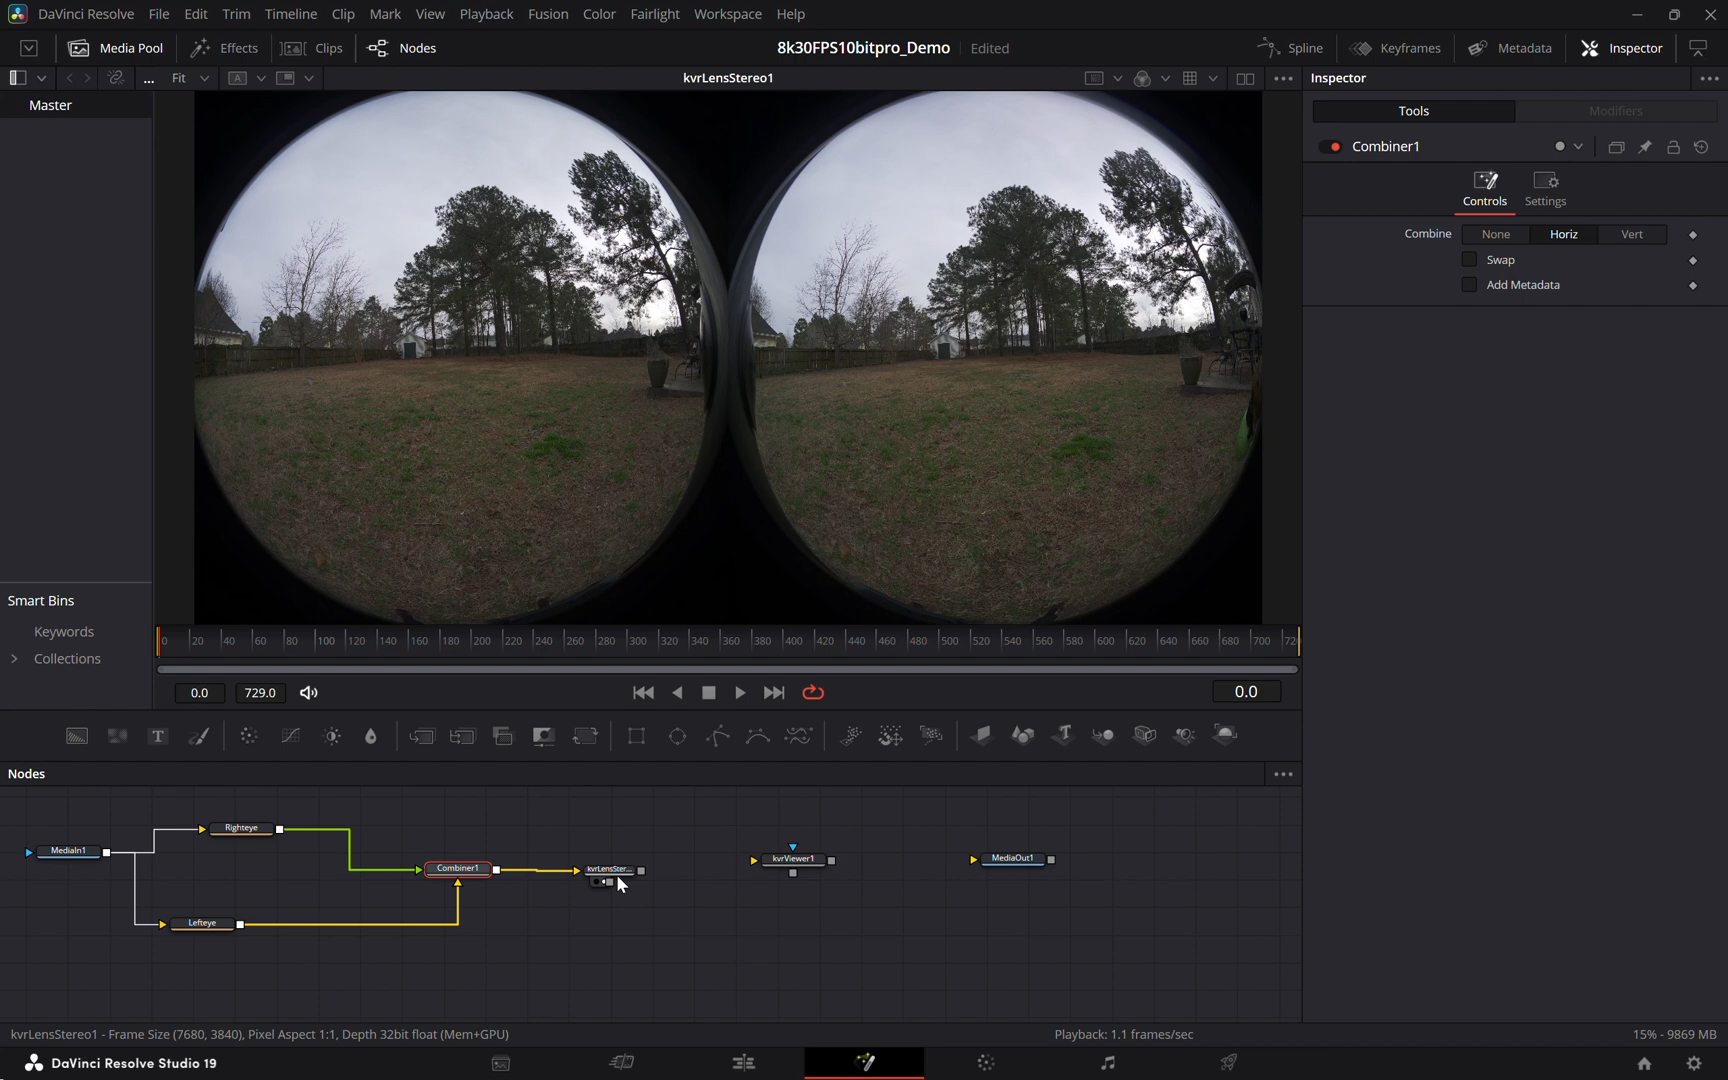 DaVinci Resolve File Edit Trim Timeline Clip Mark View Playback Fusion Color Fairlight Workspace Help
Media Pool Effects Clips Nodes 8k30FPS10bitpro_Demo Edited Spline Keyframes Metadata Inspector
... Fit A kvrLensStereo1 ••• Inspector •••
Master
Tools Modifiers
Combiner1
Controls Settings
Combine None Horiz Vert
Swap
Add Metadata
Smart Bins
Keywords
Collections
0 20 40 60 80 100 120 140 160 180 200 220 240 260 280 300 320 340 360 380 400 420 440 460 480 500 520 540 560 580 600 620 640 660 680 700 72
0.0 729.0 0.0
T T
Nodes •••
Righteye
MediaIn1
kvrViewer1 MediaOut1
Combiner1 kvrLensSter...
Lefteye
kvrLensStereo1 - Frame Size (7680, 3840), Pixel Aspect 1:1, Depth 32bit float (Mem+GPU) Playback: 1.1 frames/sec 15% - 9869 MB
DaVinci Resolve Studio 19